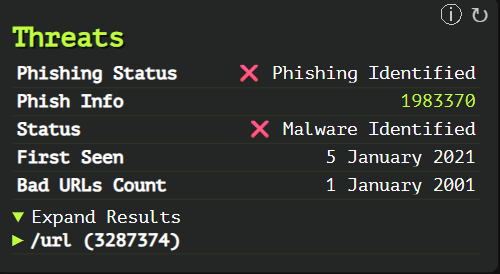 Threats
Phishing Status ❌ Phishing Identified
Phish Info 1983370
Status ❌ Malware Identified
First Seen 5 January 2021
Bad URLs Count 1 January 2001
▼ Expand Results
▶ /url (3287374)